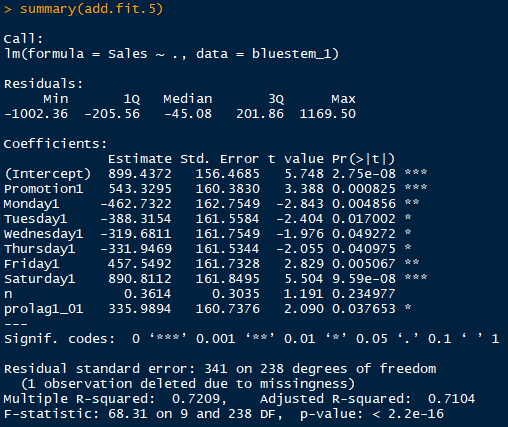 > summary(add.fit.5)
Call:
lm(formula = Sales ~ ., data = bluestem_1)
Residuals:
Min 1Q Median 3Q Max
-1002.36 -205.56 -45.08 201.86 1169.50
Coefficients:
Estimate Std. Error t value Pr(>|t|)
(Intercept) 899.4372 156.4685 5.748 2.75e-08 ***
Promotion1 543.3295 160.3830 3.388 0.000825 ***
Monday1 -462.7322 162.7549 -2.843 0.004856 **
Tuesday1 -388.3154 161.5584 -2.404 0.017002 *
Wednesday1 -319.6811 161.7549 -1.976 0.049272 *
Thursday1 -331.9469 161.5344 -2.055 0.040975 *
Friday1 457.5492 161.7328 2.829 0.005067 **
Saturday1 890.8112 161.8495 5.504 9.59e-08 ***
n 0.3614 0.3035 1.191 0.234977
prolag1_01 335.9894 160.7376 2.090 0.037653 *
---
Signif. codes: 0 ‘***’ 0.001 ‘**’ 0.01 ‘*’ 0.05 ‘.’ 0.1 ‘ ’ 1
Residual standard error: 341 on 238 degrees of freedom
(1 observation deleted due to missingness)
Multiple R-squared: 0.7209, Adjusted R-squared: 0.7104
F-statistic: 68.31 on 9 and 238 DF, p-value: < 2.2e-16